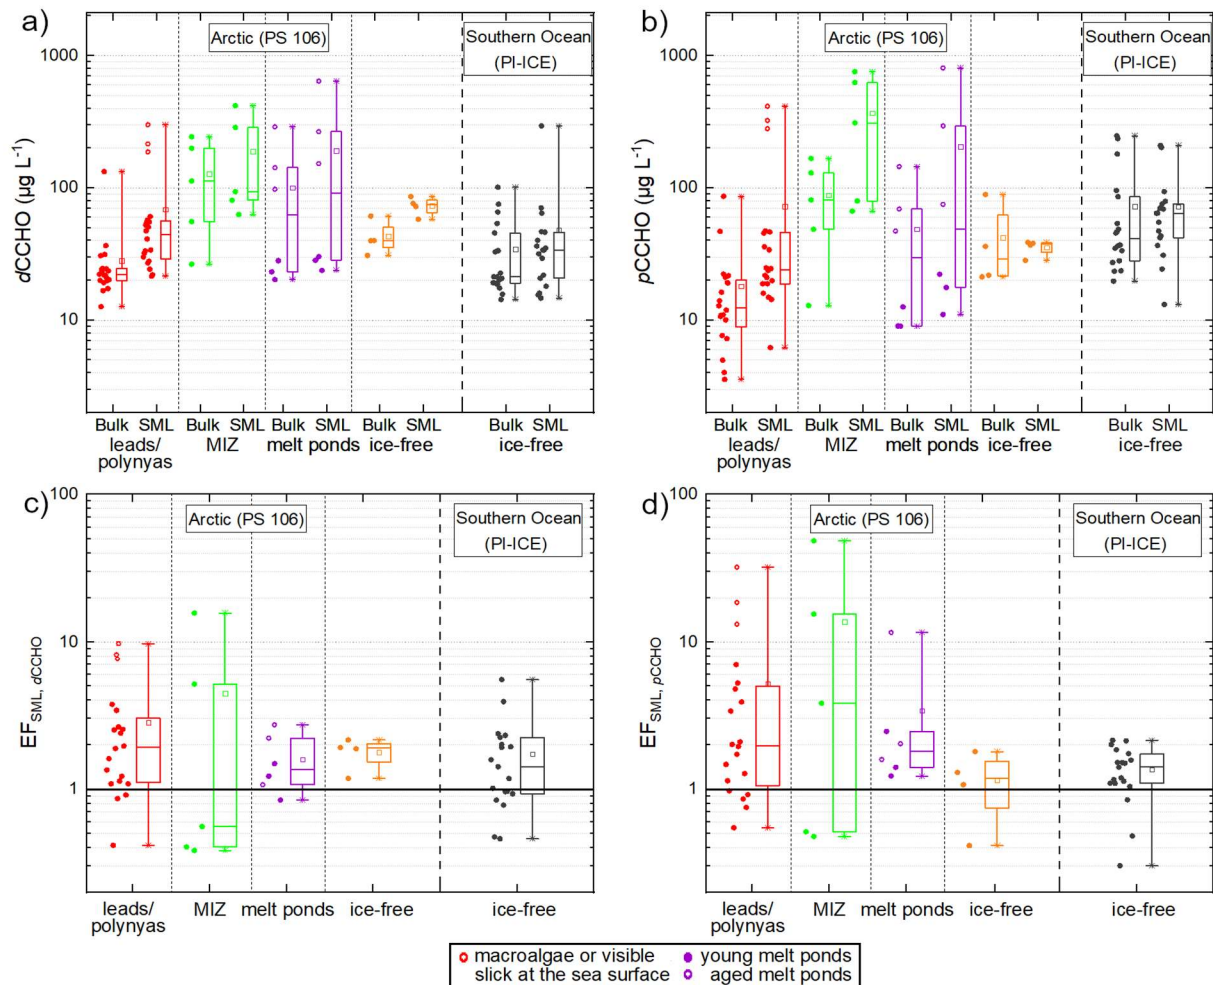 a)
Arctic (PS 106)
Southern Ocean
(PI-ICE)
dCCHO (µg L⁻¹)
1000
100
10
Bulk SML Bulk SML Bulk SML Bulk SML Bulk SML
leads/
polynyas
MIZ
melt ponds
ice-free
ice-free
b)
Arctic (PS 106)
Southern Ocean
(PI-ICE)
pCCHO (µg L⁻¹)
1000
100
10
Bulk SML Bulk SML Bulk SML Bulk SML Bulk SML
leads/
polynyas
MIZ
melt ponds
ice-free
ice-free
c)
Arctic (PS 106)
Southern Ocean
(PI-ICE)
EF SML, dCCHO
100
10
1
leads/
polynyas
MIZ
melt ponds
ice-free
ice-free
d)
Arctic (PS 106)
Southern Ocean
(PI-ICE)
EF SML, pCCHO
100
10
1
leads/
polynyas
MIZ
melt ponds
ice-free
ice-free
macroalgae or visible
slick at the sea surface
young melt ponds
aged melt ponds